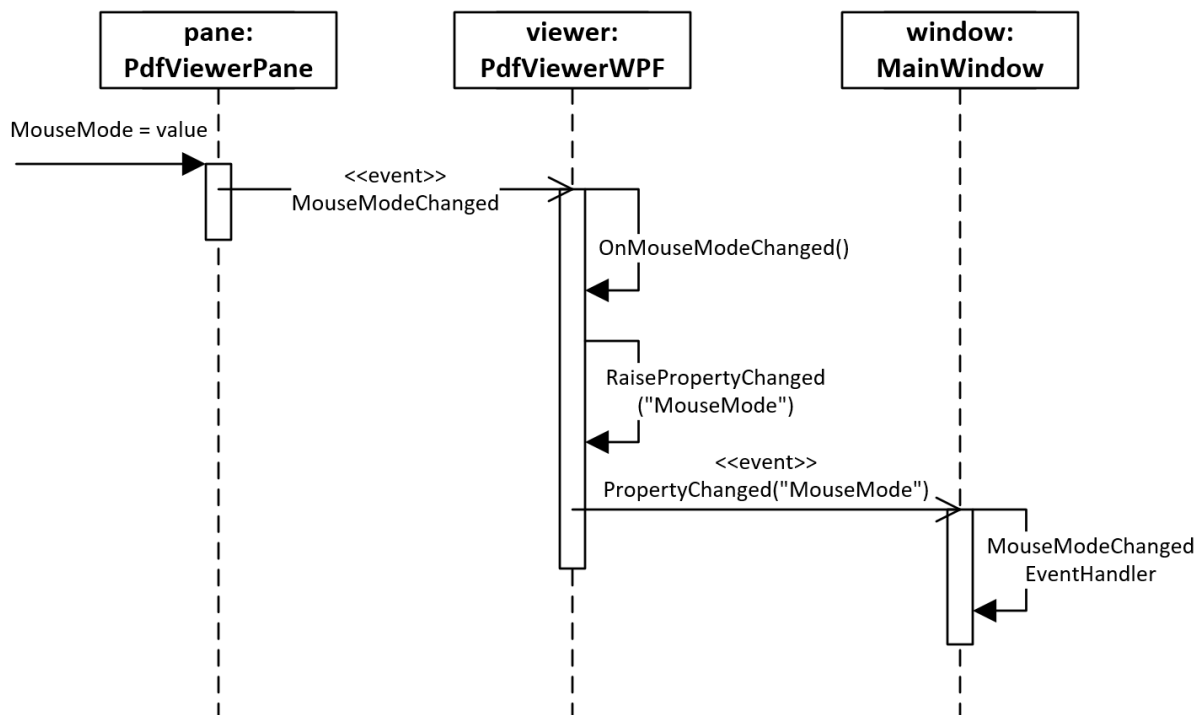 pane:
PdfViewerPane
viewer:
PdfViewerWPF
window:
MainWindow
MouseMode = value
<<event>>
MouseModeChanged
OnMouseModeChanged()
RaisePropertyChanged
("MouseMode")
<<event>>
PropertyChanged("MouseMode")
MouseModeChanged
EventHandler